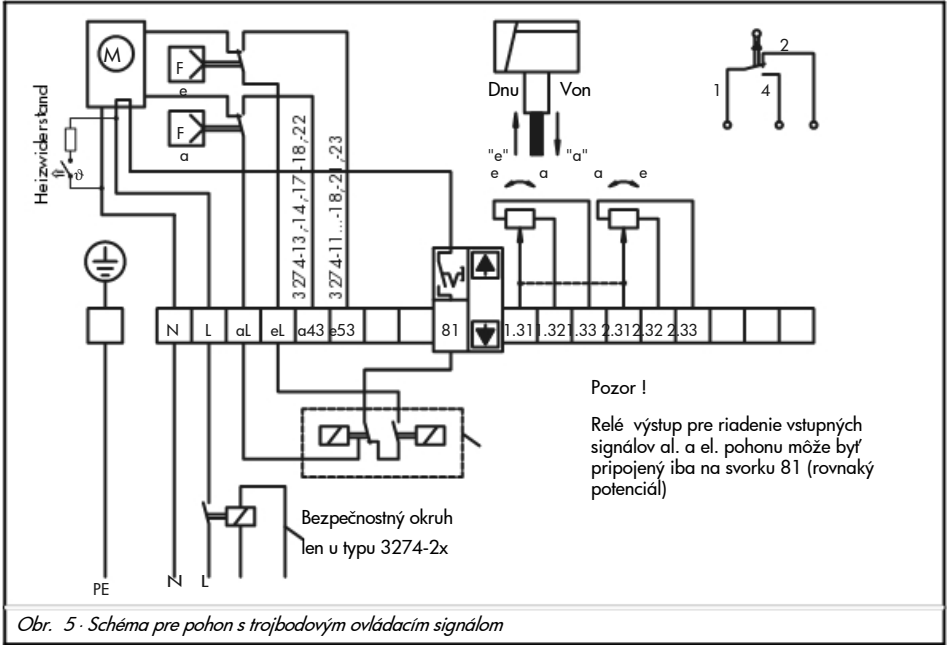 M
F
e
F
a
Heizwiderstand
ϑ
3274-13,-14,-17-18,-22
3274-11...-18,-21,-23
Dnu Von
"e" "a"
e a a e
1 2 4
N L aL eL a43 e53 81 1.31 1.32 1.33 2.31 2.32 2.33
Pozor !
Relé výstup pre riadenie vstupných
signálov al. a el. pohonu môže byť
pripojený iba na svorku 81 (rovnaký
potenciál)
Bezpečnostný okruh
len u typu 3274-2x
PE N L
Obr. 5 · Schéma pre pohon s trojbodovým ovládacím signálom